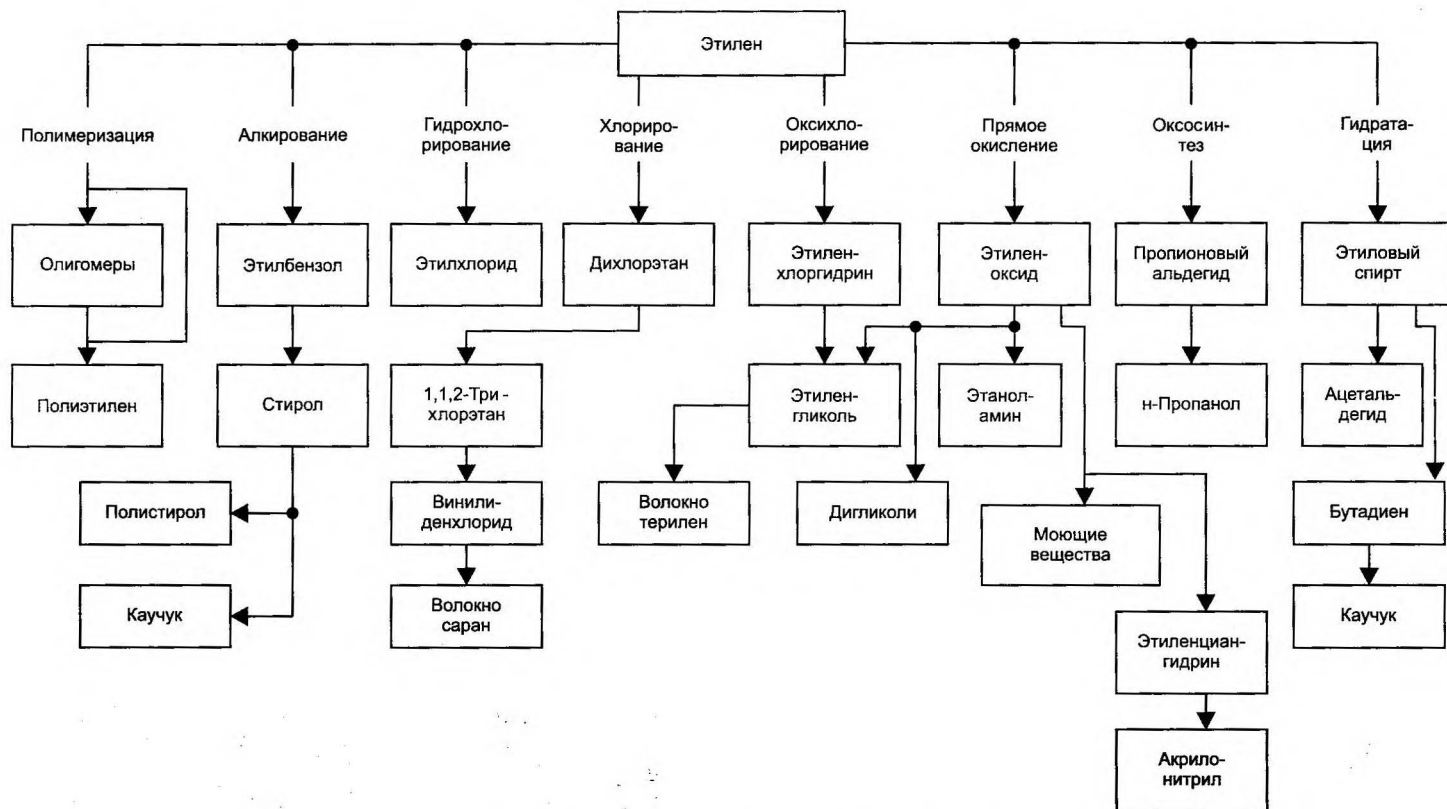 Этилен
Полимеризация
Алкирование
Гидрохло-
рирование
Хлориро-
вание
Оксихло-
рирование
Прямое
окисление
Оксосин-
тез
Гидрата-
ция
Олигомеры
Этилбензол
Этилхлорид
Дихлорэтан
Этилен-
хлоргидрин
Этилен-
оксид
Пропионовый
альдегид
Этиловый
спирт
Полиэтилен
Стирол
1,1,2-Три -
хлорэтан
Этилен-
гликоль
Этанол-
амин
н-Пропанол
Ацеталь-
дегид
Полистирол
Винили-
денхлорид
Волокно
терилен
Дигликоли
Моющие
вещества
Бутадиен
Каучук
Волокно
саран
Этиленциан-
гидрин
Каучук
Акрило-
нитрил